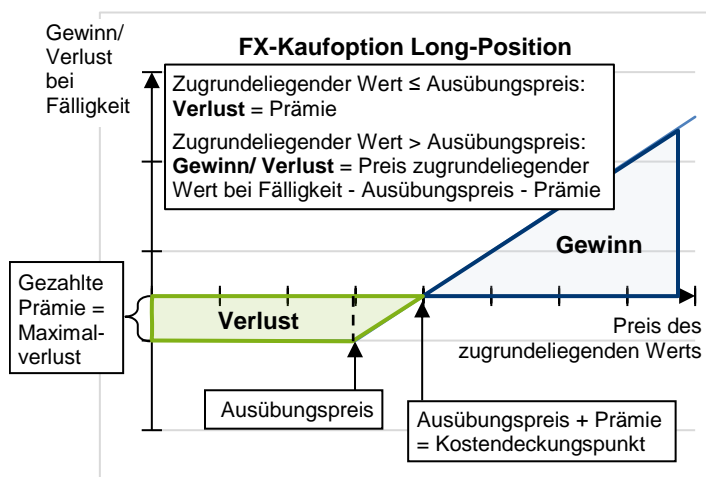 Gewinn/
Verlust
bei
Fälligkeit
FX-Kaufoption Long-Position
Zugrundeliegender Wert ≤ Ausübungspreis:
Verlust = Prämie
Zugrundeliegender Wert > Ausübungspreis:
Gewinn/ Verlust = Preis zugrundeliegender
Wert bei Fälligkeit - Ausübungspreis - Prämie
Gewinn
Gezahlte
Prämie =
Maximal-
verlust
Verlust
Preis des
zugrundeliegenden Werts
Ausübungspreis
Ausübungspreis + Prämie
= Kostendeckungspunkt